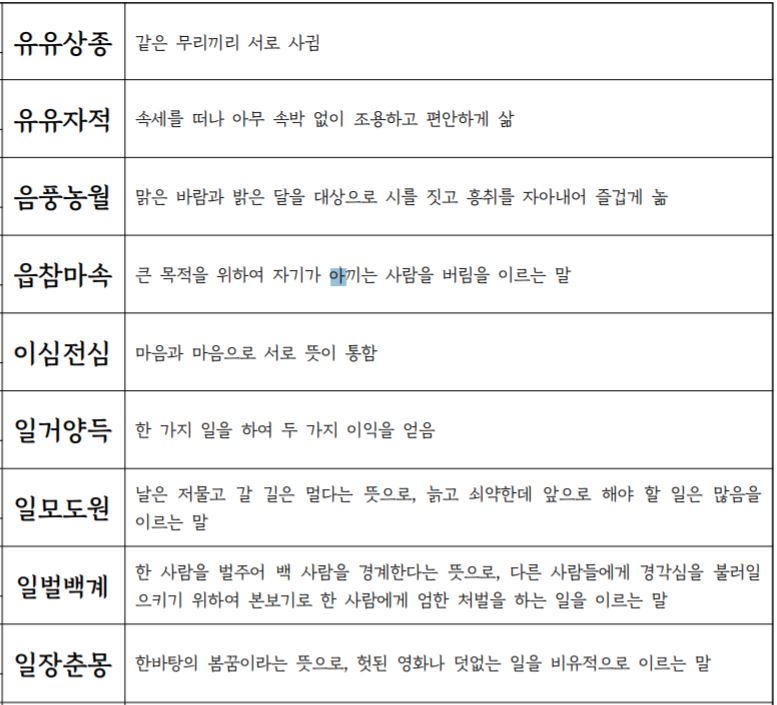 유유상종 같은 무리끼리 서로 사귐
유유자적 속세를 떠나 아무 속박 없이 조용하고 편안하게 삶
음풍농월 맑은 바람과 밝은 달을 대상으로 시를 짓고 흥취를 자아내어 즐겁게 놂
읍참마속 큰 목적을 위하여 자기가 아끼는 사람을 버림을 이르는 말
이심전심 마음과 마음으로 서로 뜻이 통함
일거양득 한 가지 일을 하여 두 가지 이익을 얻음
일모도원 날은 저물고 갈 길은 멀다는 뜻으로, 늙고 쇠약한데 앞으로 해야 할 일은 많음을
이르는 말
일벌백계 한 사람을 벌주어 백 사람을 경계한다는 뜻으로, 다른 사람들에게 경각심을 불러일
으키기 위하여 본보기로 한 사람에게 엄한 처벌을 하는 일을 이르는 말
일장춘몽 한바탕의 봄꿈이라는 뜻으로, 헛된 영화나 덧없는 일을 비유적으로 이르는 말